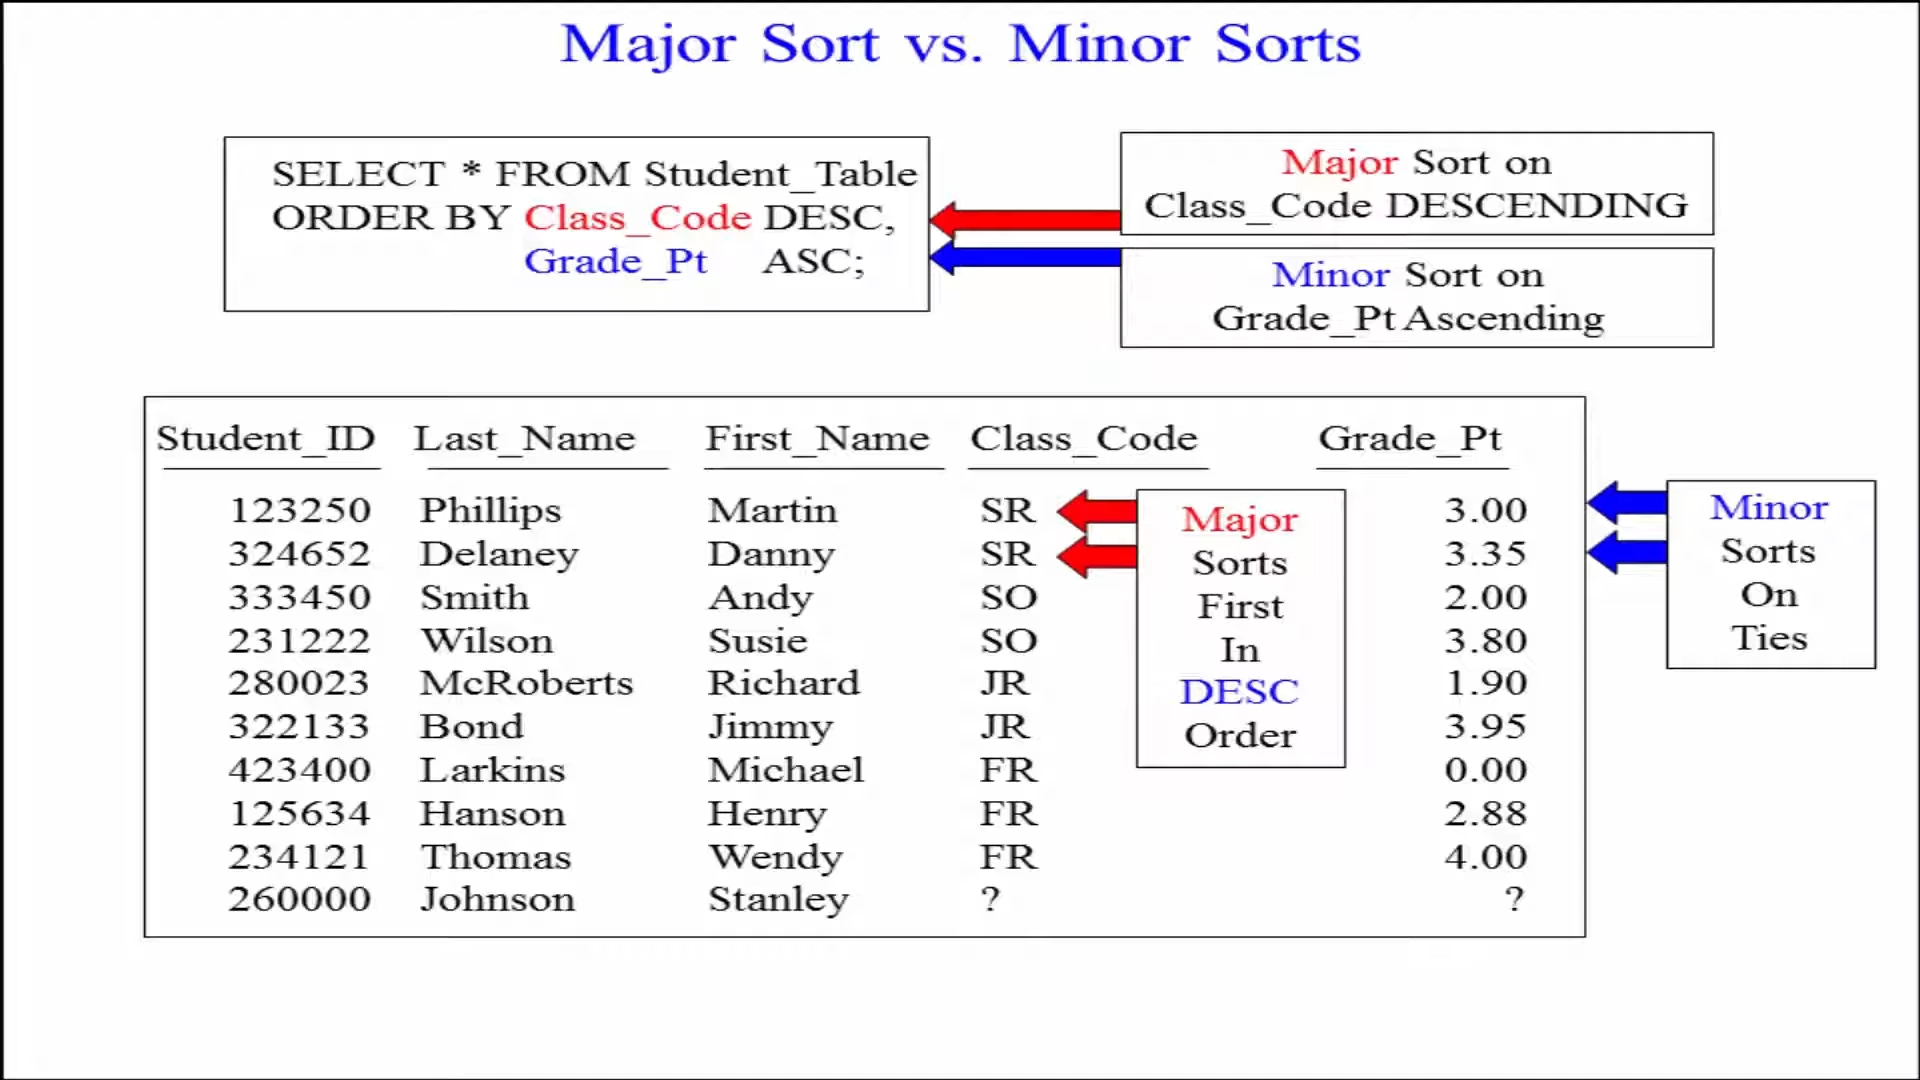 Major Sort vs. Minor Sorts
SELECT * FROM Student_Table
ORDER BY Class_Code DESC,
Grade_Pt ASC;
Major Sort on
Class_Code DESCENDING
Minor Sort on
Grade_Pt Ascending
Student_ID Last_Name First_Name Class_Code Grade_Pt
123250 Phillips Martin SR 3.00
324652 Delaney Danny SR 3.35
333450 Smith Andy SO 2.00
231222 Wilson Susie SO 3.80
280023 McRoberts Richard JR 1.90
322133 Bond Jimmy JR 3.95
423400 Larkins Michael FR 0.00
125634 Hanson Henry FR 2.88
234121 Thomas Wendy FR 4.00
260000 Johnson Stanley ? ?
Major
Sorts
First
In
DESC
Order
Minor
Sorts
On
Ties